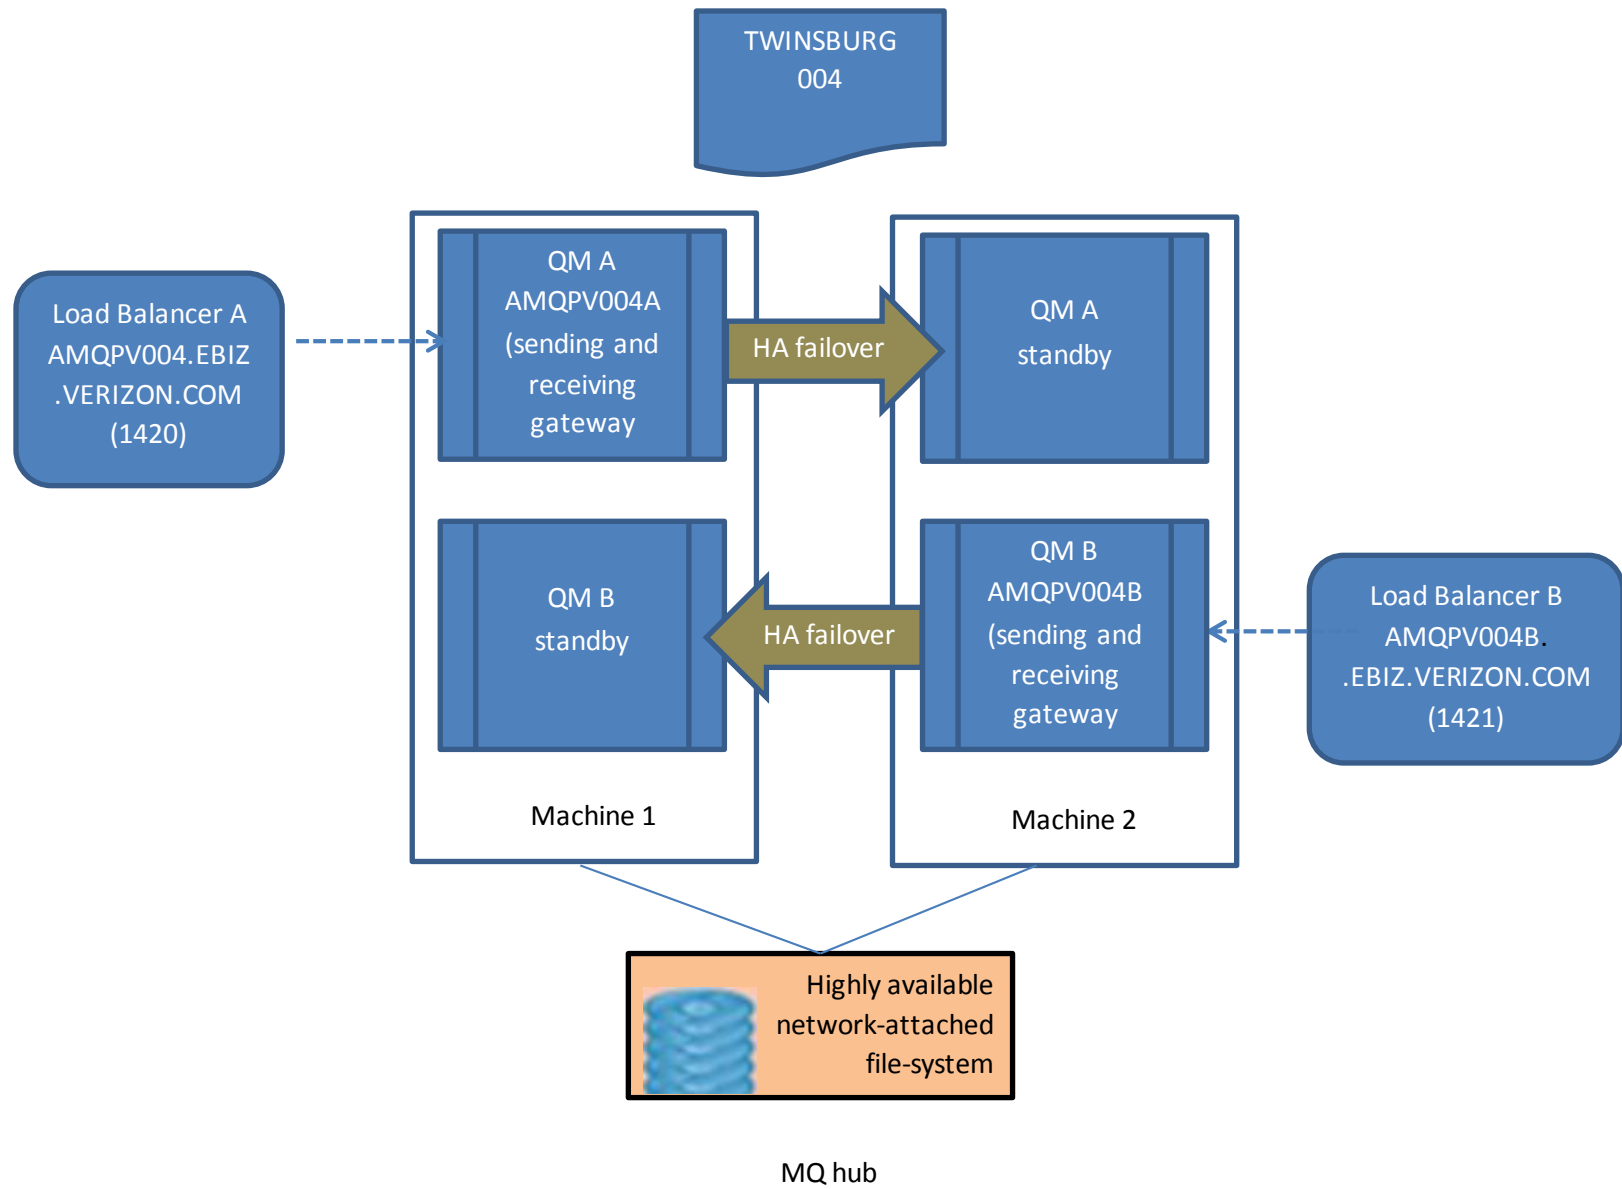 TWINSBURG
004
Load Balancer A
AMQPV004.EBIZ
.VERIZON.COM
(1420)
QM A
AMQPV004A
(sending and
receiving
gateway
HA failover
QM A
standby
QM B
standby
HA failover
QM B
AMQPV004B
(sending and
receiving
gateway
Load Balancer B
AMQPV004B.
.EBIZ.VERIZON.COM
(1421)
Machine 1
Machine 2
Highly available
network-attached
file-system
MQ hub